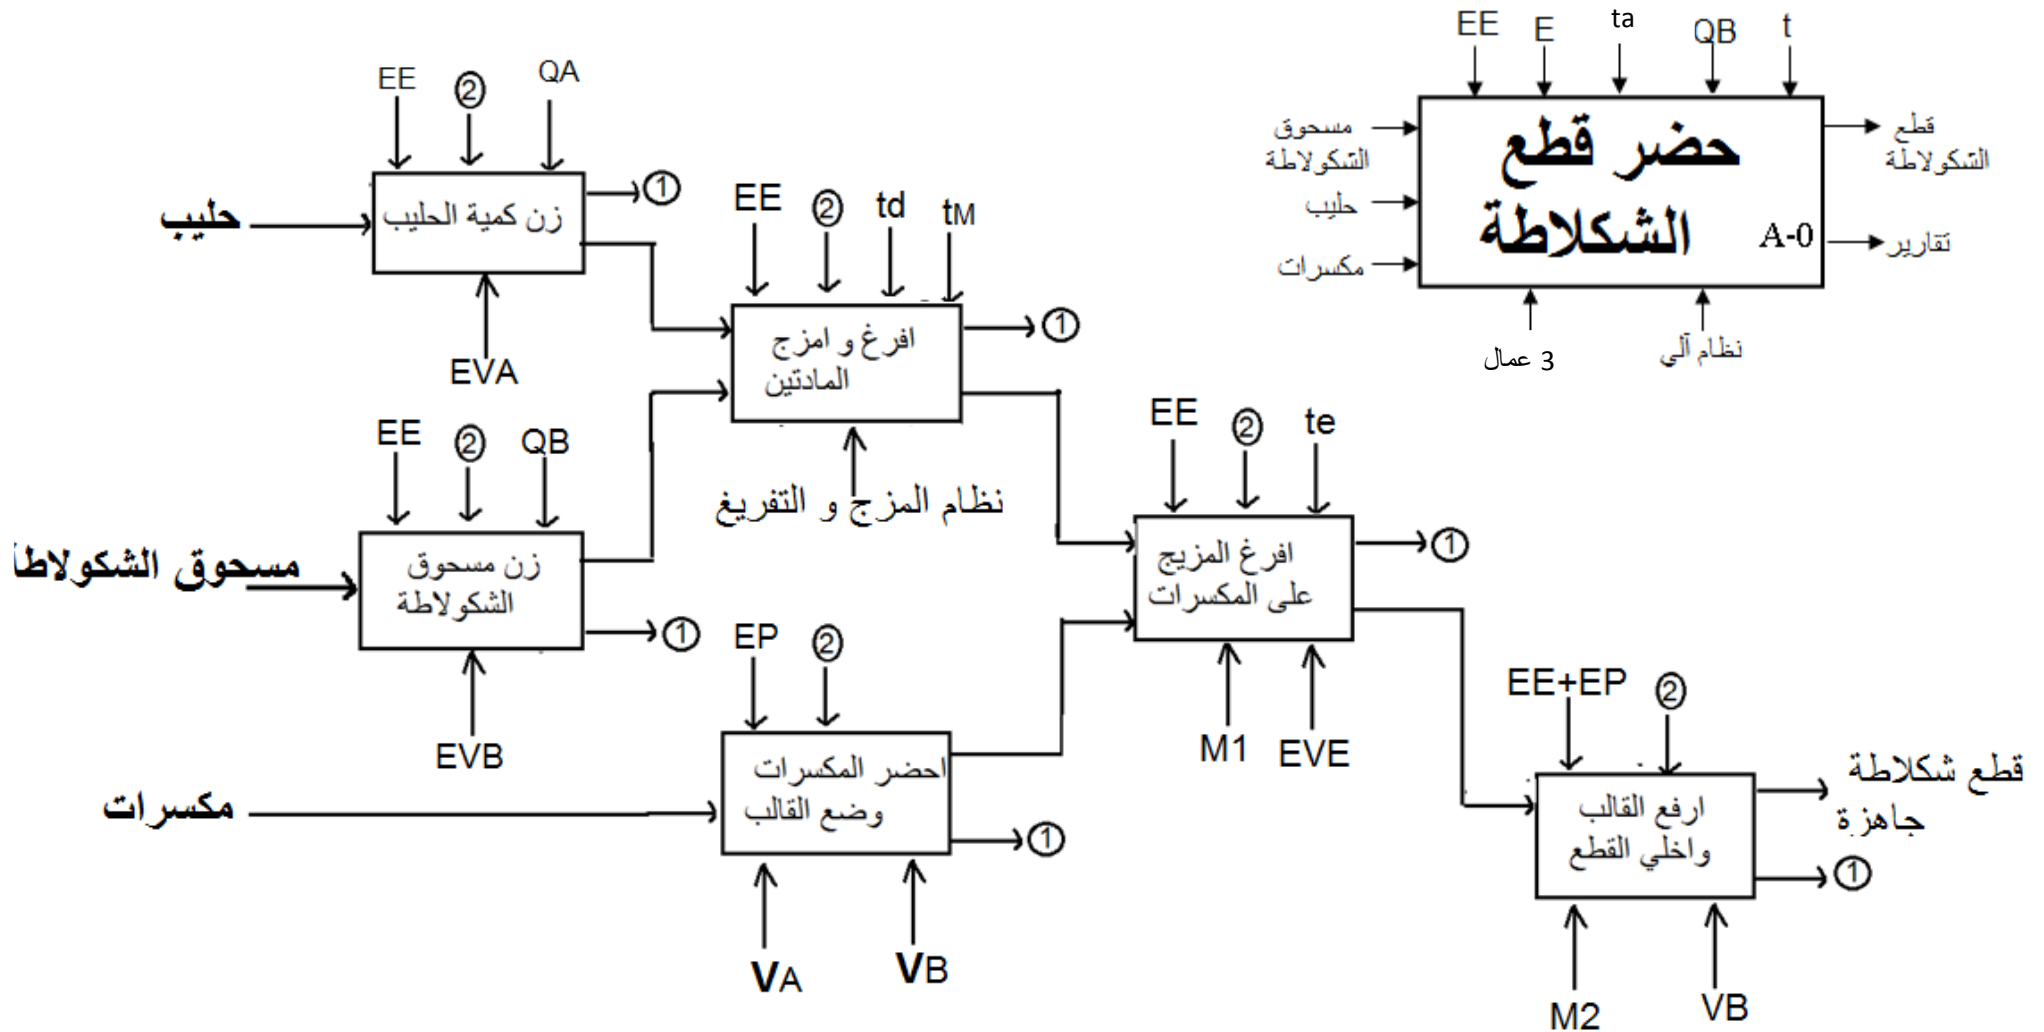 EE
E
ta
QB
t
مسحوق
الشكولاطة
حليب
مكسرات
حضر قطع
الشكلاطة
A-0
قطع
الشكولاطة
تقارير
3 عمال
نظام آلي
EE
2
QA
حليب
زن كمية الحليب
1
EVA
EE
2
td
tM
افرغ و امزج
المادتين
1
نظام المزج و التفريغ
EE
2
QB
مسحوق الشكولاطا
زن مسحوق
الشكولاطة
1
EVB
EE
2
te
افرغ المزيج
على المكسرات
1
M1
EVE
EP
2
مكسرات
احضر المكسرات
وضع القالب
1
VA
VB
EE+EP
2
ارفع القالب
واخلي القطع
قطع شكلاطة
جاهزة
1
M2
VB